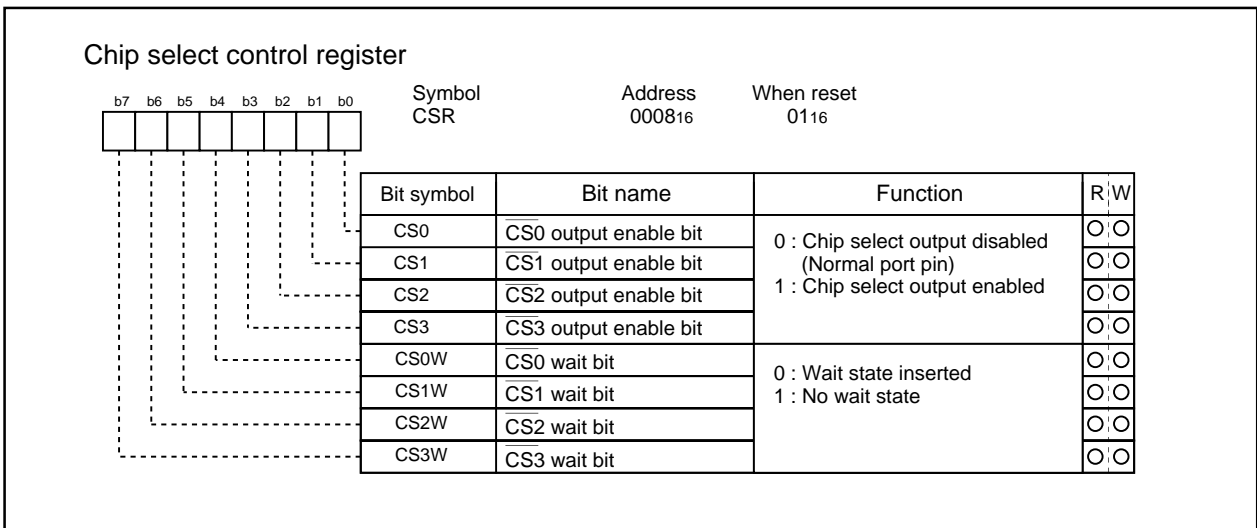 Chip select control register
b7 b6 b5 b4 b3 b2 b1 b0
Symbol Address When reset
CSR 000816 0116
Bit symbol Bit name Function R W
CS0 CS0 output enable bit
0 : Chip select output disabled
(Normal port pin)
1 : Chip select output enabled
CS1 CS1 output enable bit
CS2 CS2 output enable bit
CS3 CS3 output enable bit
CS0W CS0 wait bit
0 : Wait state inserted
1 : No wait state
CS1W CS1 wait bit
CS2W CS2 wait bit
CS3W CS3 wait bit